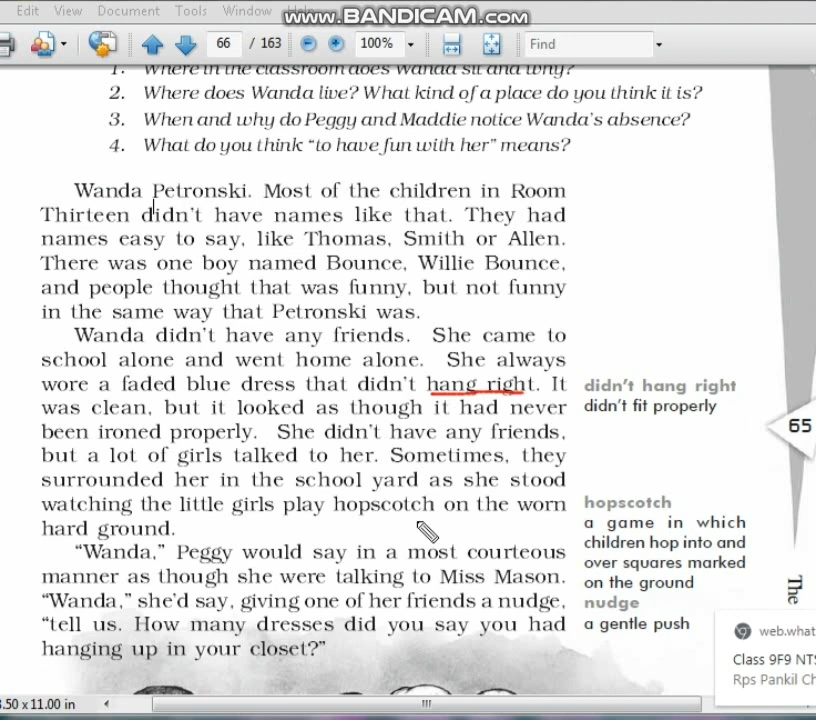 Edit View Document Tools Window Help
www.BANDICAM.com
66 / 163 100% Find
1. Where in the classroom does Wanda sit and why?
2. Where does Wanda live? What kind of a place do you think it is?
3. When and why do Peggy and Maddie notice Wanda's absence?
4. What do you think “to have fun with her” means?
Wanda Petronski. Most of the children in Room
Thirteen didn't have names like that. They had
names easy to say, like Thomas, Smith or Allen.
There was one boy named Bounce, Willie Bounce,
and people thought that was funny, but not funny
in the same way that Petronski was.
Wanda didn't have any friends. She came to
school alone and went home alone. She always
wore a faded blue dress that didn't hang right. It
was clean, but it looked as though it had never
been ironed properly. She didn't have any friends,
but a lot of girls talked to her. Sometimes, they
surrounded her in the school yard as she stood
watching the little girls play hopscotch on the worn
hard ground.
“Wanda,” Peggy would say in a most courteous
manner as though she were talking to Miss Mason.
“Wanda,” she'd say, giving one of her friends a nudge,
“tell us. How many dresses did you say you had
hanging up in your closet?”
didn't hang right
didn't fit properly
65
hopscotch
a game in which
children hop into and
over squares marked
on the ground
nudge
a gentle push
The
web.what
Class 9F9 NTS
Rps Pankil Ch
8.50 x 11.00 in